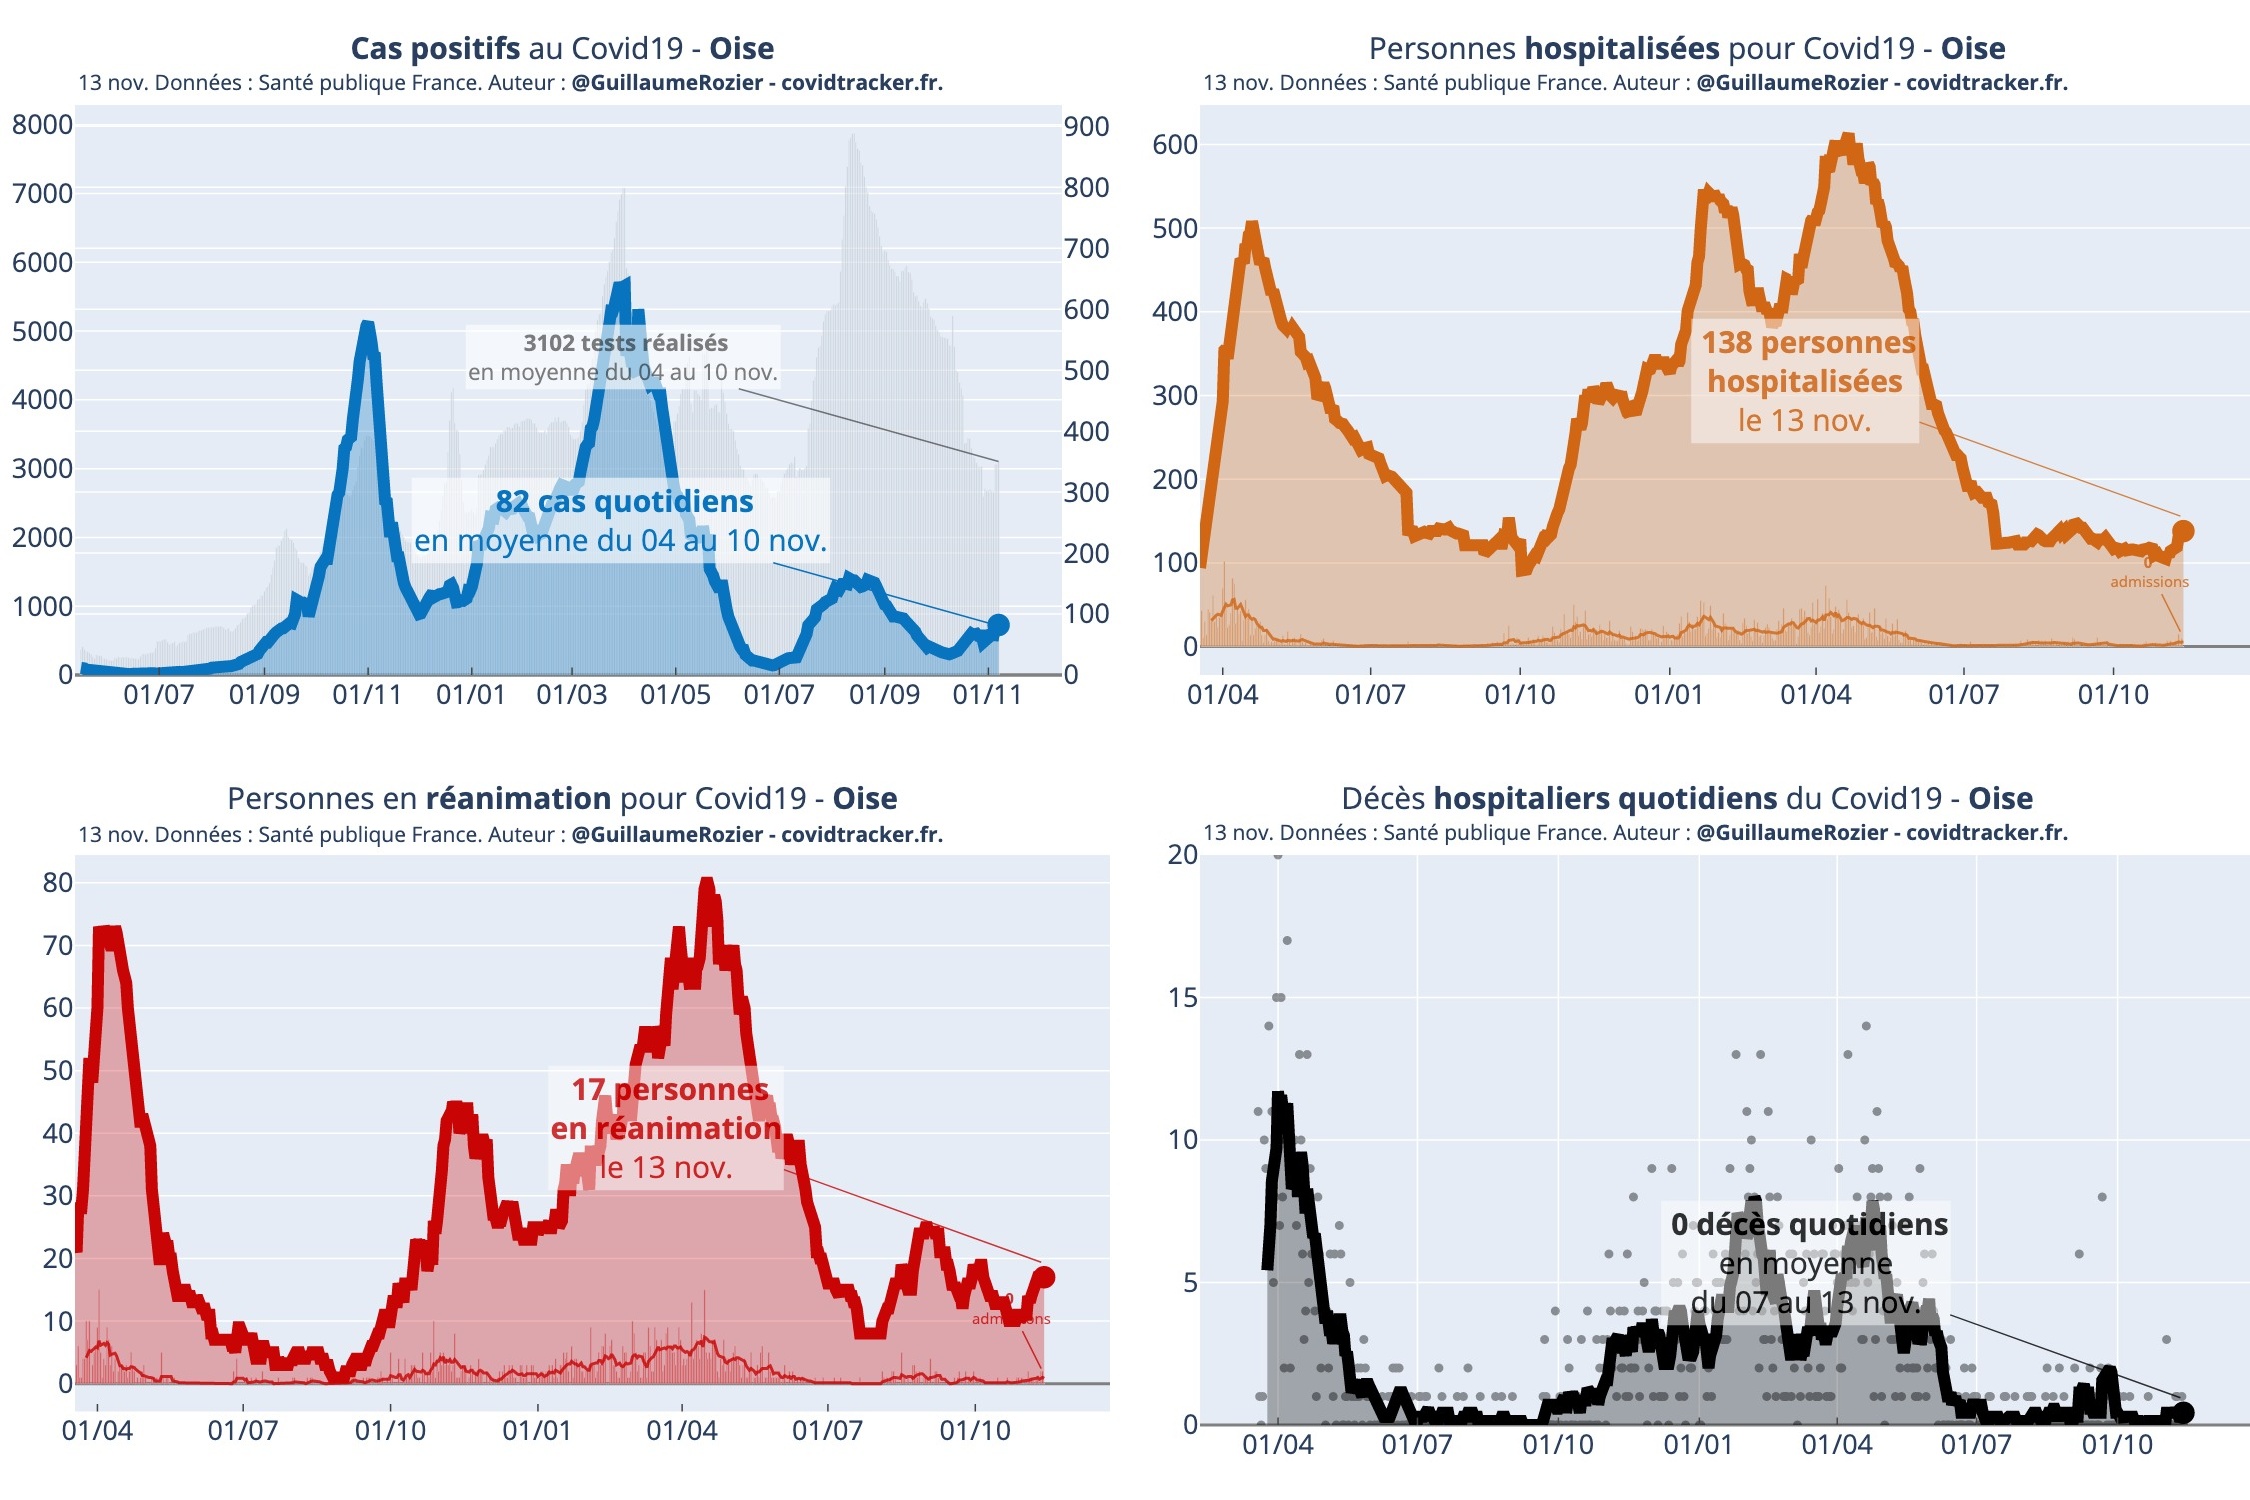 Cas positifs au Covid19 - Oise
13 nov. Données : Santé publique France. Auteur : @GuillaumeRozier - covidtracker.fr.
8000
7000
6000
5000
4000
3000
2000
1000
0
900
800
700
600
500
400
300
200
100
0
3102 tests réalisés
en moyenne du 04 au 10 nov.
82 cas quotidiens
en moyenne du 04 au 10 nov.
01/07 01/09 01/11 01/01 01/03 01/05 01/07 01/09 01/11
Personnes hospitalisées pour Covid19 - Oise
13 nov. Données : Santé publique France. Auteur : @GuillaumeRozier - covidtracker.fr.
600
500
400
300
200
100
0
138 personnes
hospitalisées
le 13 nov.
0
admissions
01/04 01/07 01/10 01/01 01/04 01/07 01/10
Personnes en réanimation pour Covid19 - Oise
13 nov. Données : Santé publique France. Auteur : @GuillaumeRozier - covidtracker.fr.
80
70
60
50
40
30
20
10
0
17 personnes
en réanimation
le 13 nov.
0
admissions
01/04 01/07 01/10 01/01 01/04 01/07 01/10
Décès hospitaliers quotidiens du Covid19 - Oise
13 nov. Données : Santé publique France. Auteur : @GuillaumeRozier - covidtracker.fr.
20
15
10
5
0
0 décès quotidiens
en moyenne
du 07 au 13 nov.
01/04 01/07 01/10 01/01 01/04 01/07 01/10